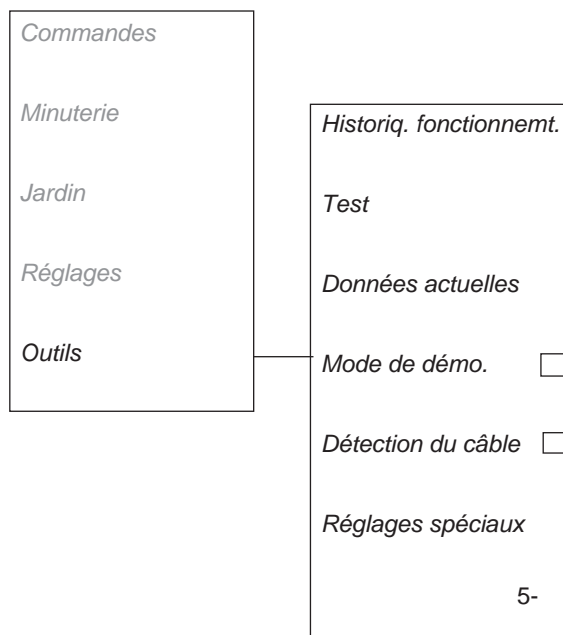 Commandes
Minuterie
Jardin
Réglages
Outils
Historiq. fonctionnemt.
Test
Données actuelles
Mode de démo.
Détection du câble
Réglages spéciaux
5-